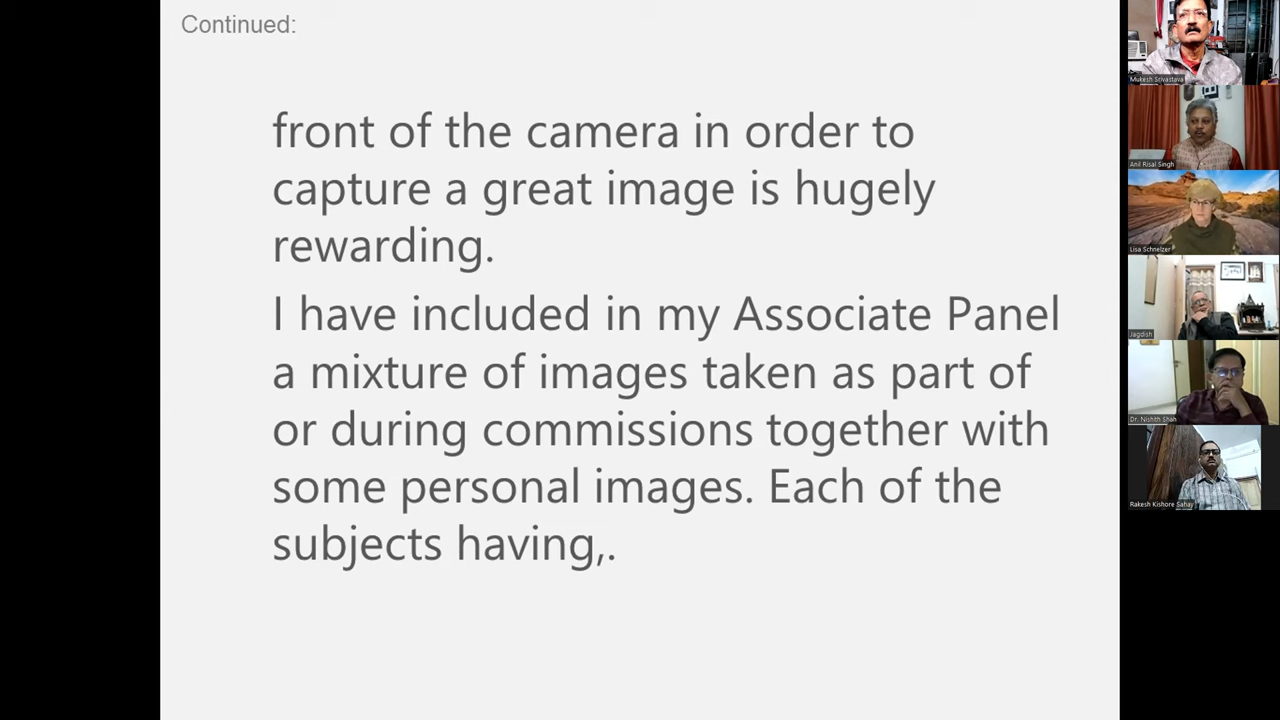 Continued:
front of the camera in order to
capture a great image is hugely
rewarding.
I have included in my Associate Panel
a mixture of images taken as part of
or during commissions together with
some personal images. Each of the
subjects having,.
Mukesh Srivastava
Anil Risal Singh
Lisa Schnelzer
Jagdish
Dr. Nishith Shah
Rakesh Kishore Sahay